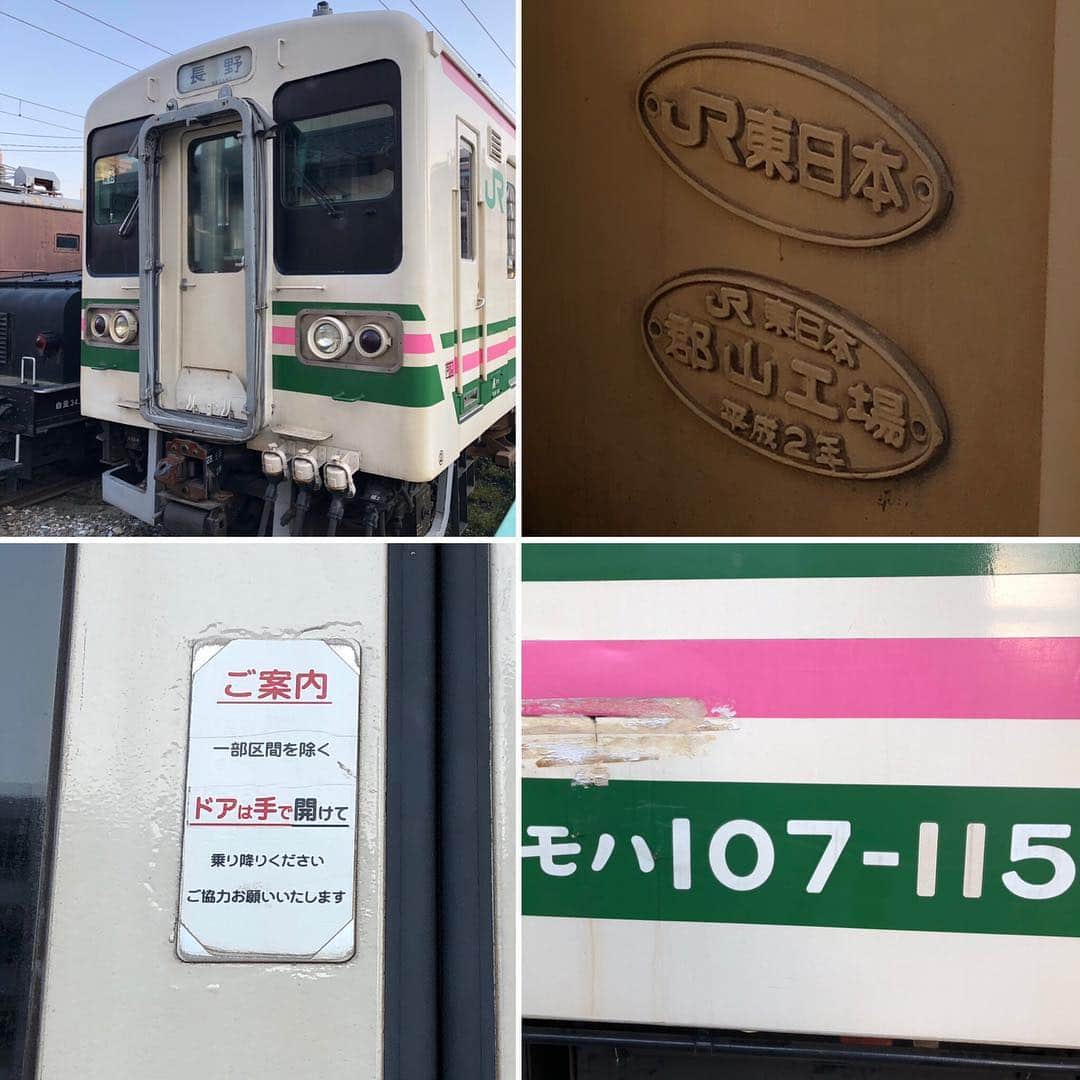 長野
JR
JR東日本
JR東日本
郡山工場
平成2年
ご案内
一部区間を除く
ドアは手で開けて
乗り降りください
ご協力お願いいたします
モハ107-115